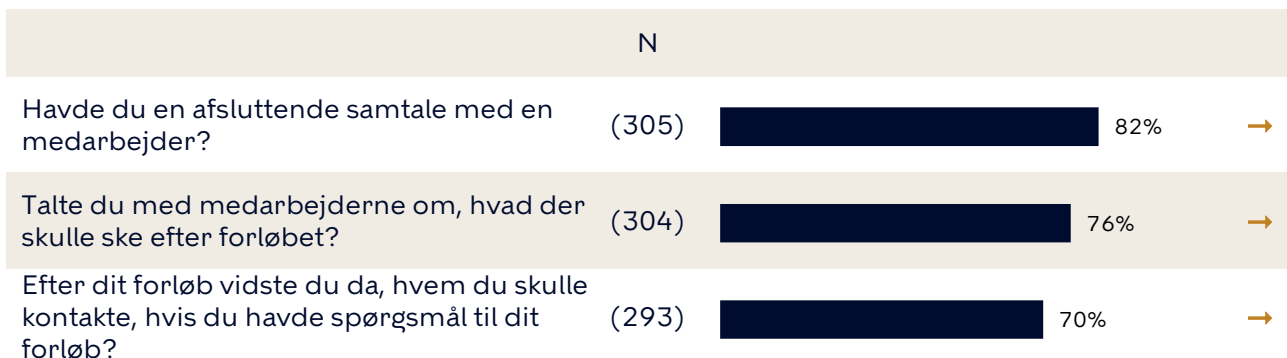 N
Havde du en afsluttende samtale med en
medarbejder?
(305)
82%
→
Talte du med medarbejderne om, hvad der
skulle ske efter forløbet?
(304)
76%
→
Efter dit forløb vidste du da, hvem du skulle
kontakte, hvis du havde spørgsmål til dit
forløb?
(293)
70%
→